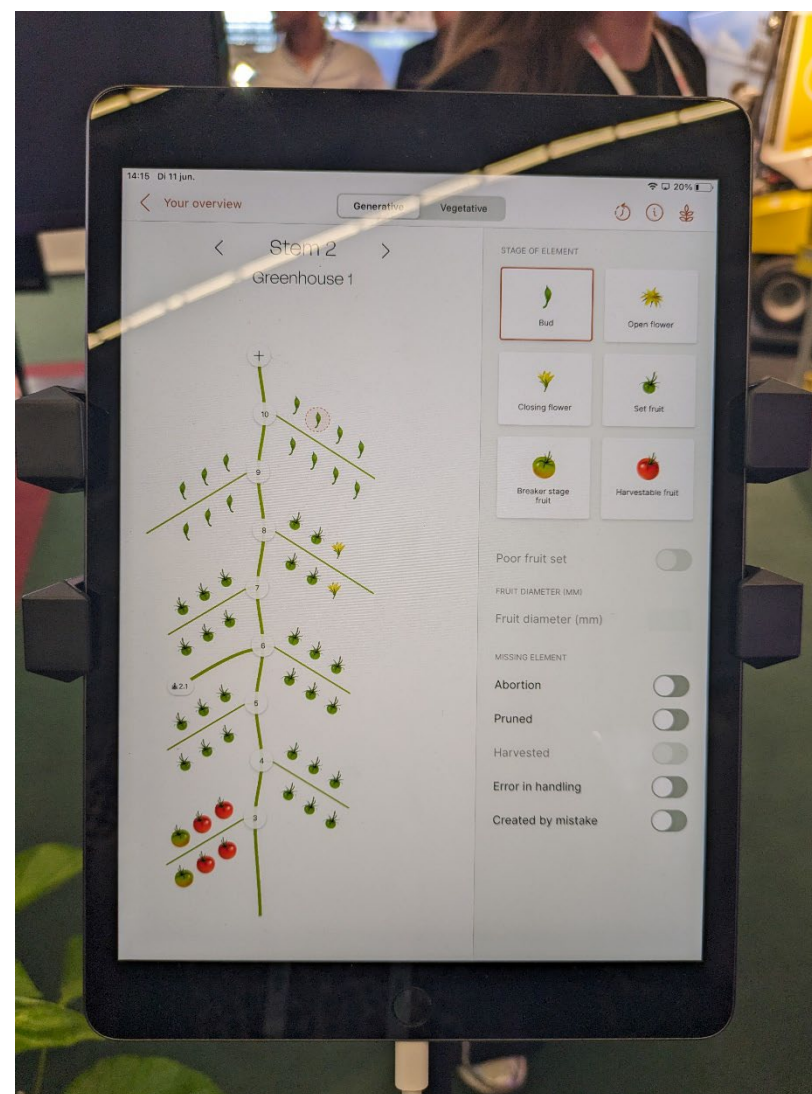 14:15 Di 11 jun.
20%
Your overview
Generative
Vegetative
Stem 2
Greenhouse 1
STAGE OF ELEMENT
Bud
Open flower
Closing flower
Set fruit
Breaker stage
fruit
Harvestable fruit
Poor fruit set
FRUIT DIAMETER (MM)
Fruit diameter (mm)
MISSING ELEMENT
Abortion
Pruned
Harvested
Error in handling
Created by mistake
+
10
9
8
7
6
2.1
5
4
3